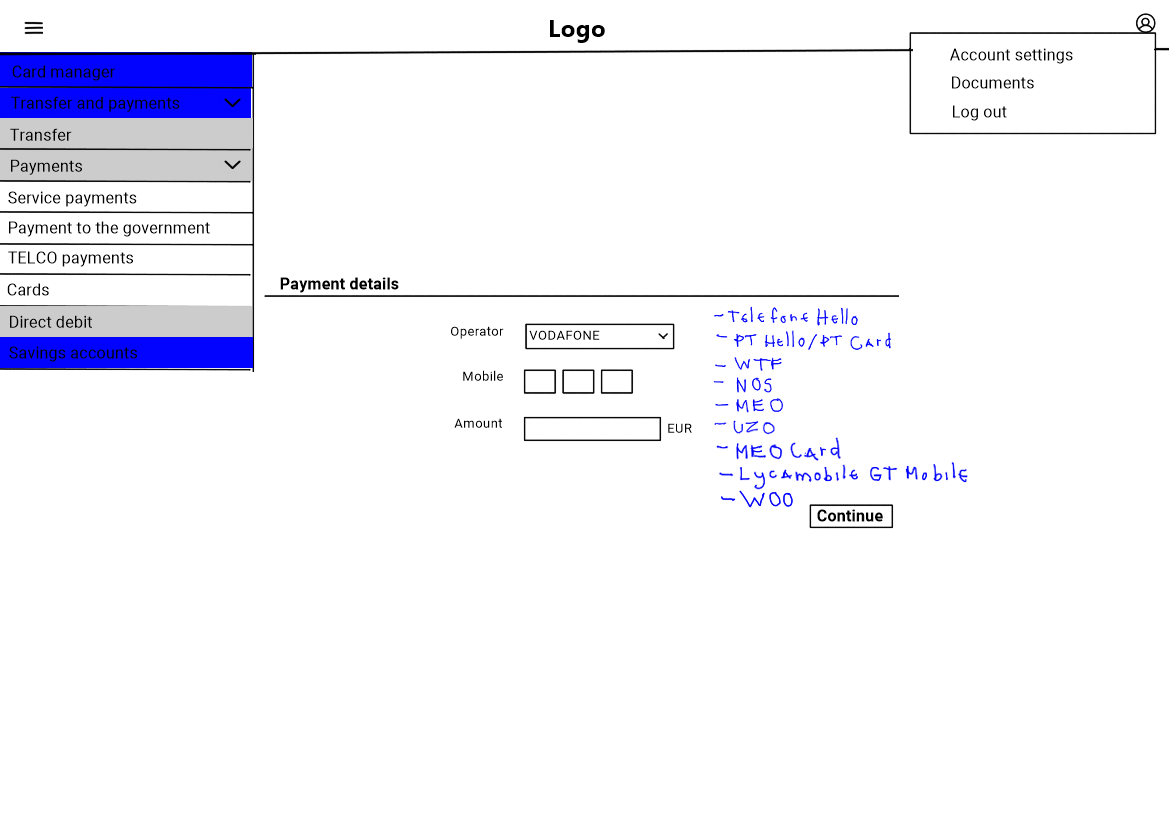 Logo
Account settings
Documents
Log out
Card manager
Transfer and payments
Transfer
Payments
Service payments
Payment to the government
TELCO payments
Cards
Direct debit
Savings accounts
Payment details
Operator VODAFONE
Mobile
Amount EUR
- Telefone Hello
- PT Hello/PT Card
- WTF
- NOS
- MEO
- UZO
- MEO Card
- Lycamobile GT Mobile
- WOO
Continue